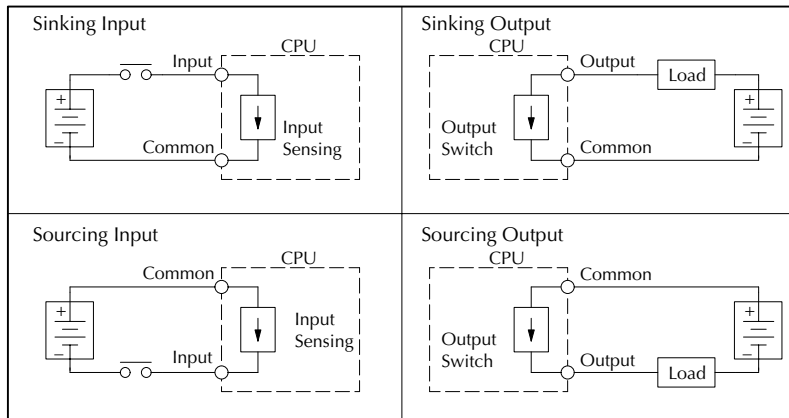 Sinking Input
CPU
Input
+
−
Input
Sensing
Common
Sinking Output
CPU
Output
Load
+
−
Output
Switch
Common
Sourcing Input
CPU
Common
+
−
Input
Sensing
Input
Sourcing Output
CPU
Common
+
−
Output
Switch
Output
Load